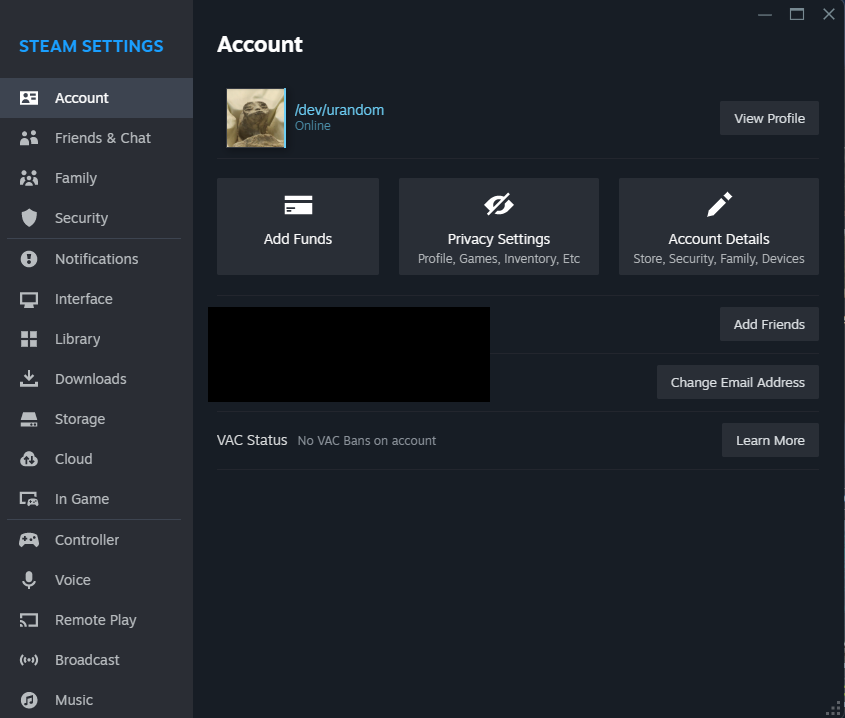 STEAM SETTINGS
Account
Friends & Chat
Family
Security
Notifications
Interface
Library
Downloads
Storage
Cloud
In Game
Controller
Voice
Remote Play
Broadcast
Music
Account
/dev/urandom
Online
View Profile
Add Funds
Privacy Settings
Profile, Games, Inventory, Etc
Account Details
Store, Security, Family, Devices
Add Friends
Change Email Address
VAC Status No VAC Bans on account
Learn More